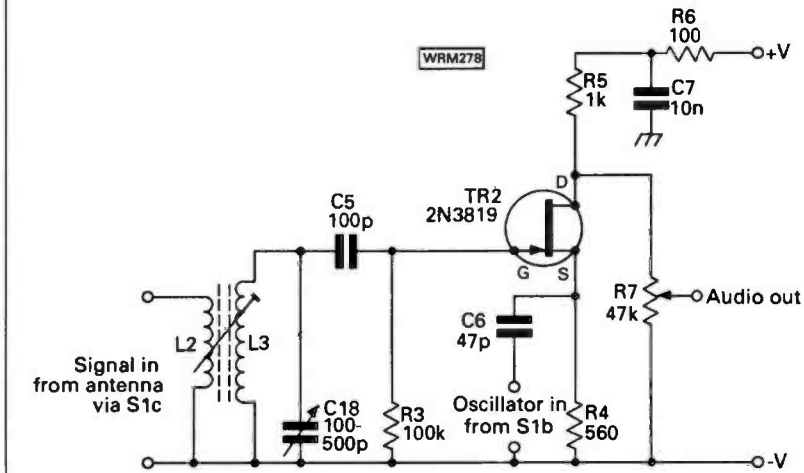 WRM278
R6
100
+V
R5
1k
C7
10n
D
TR2
2N3819
C5
100p
G
S
R7
47k
Audio out
L2
L3
C6
47p
Signal in
from antenna
via S1c
C18
100-
500p
R3
100k
Oscillator in
from S1b
R4
560
-V